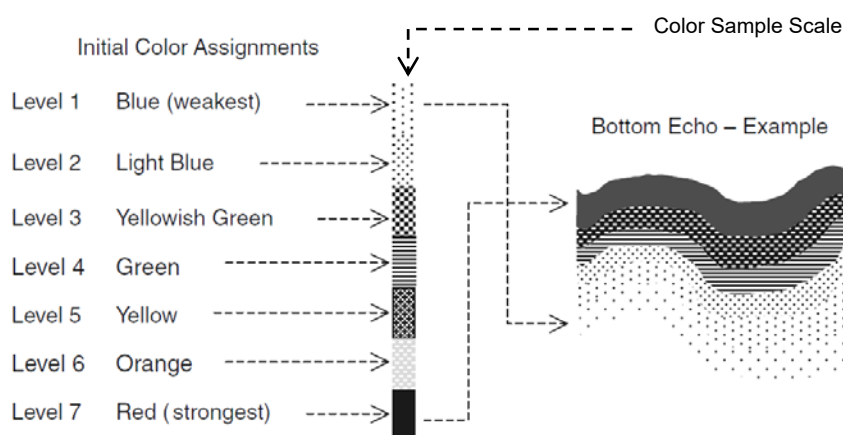 Color Sample Scale
Initial Color Assignments
Level 1 Blue (weakest)
Bottom Echo – Example
Level 2 Light Blue
Level 3 Yellowish Green
Level 4 Green
Level 5 Yellow
Level 6 Orange
Level 7 Red (strongest)